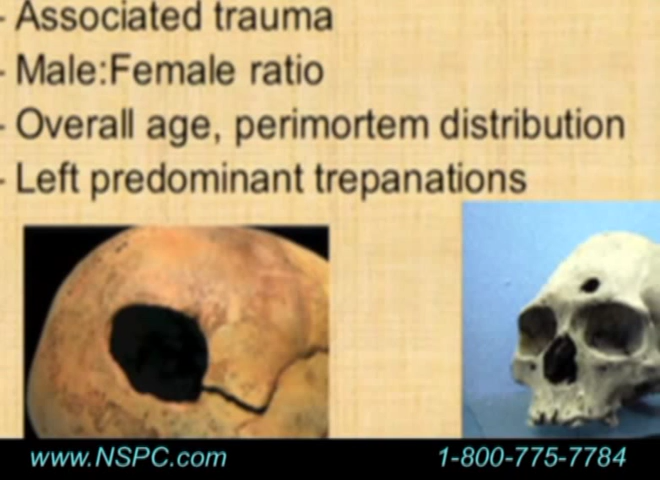 - Associated trauma
- Male:Female ratio
- Overall age, perimortem distribution
- Left predominant trepanations
www.NSPC.com 1-800-775-7784